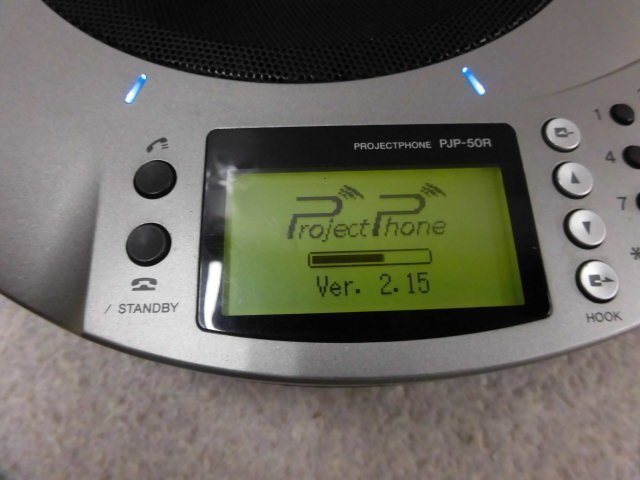 PROJECTPHONE PJP-50R
ProjectPhone
Ver. 2.15
/ STANDBY
HOOK
1
4
7
*